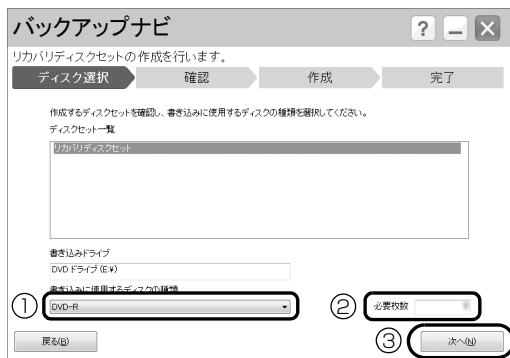 バックアップナビ
? – X
リカバリディスクセットの作成を行います。
ディスク選択 確認 作成 完了
作成するディスクセットを確認し、書き込みに使用するディスクの種類を選択してください。
ディスクセット一覧
リカバリディスクセット
書き込みドライブ
DVD ドライブ (E:¥)
書き込みに使用するディスクの種類
① DVD-R ② 必要枚数
戻る(B) ③ 次へ(N)